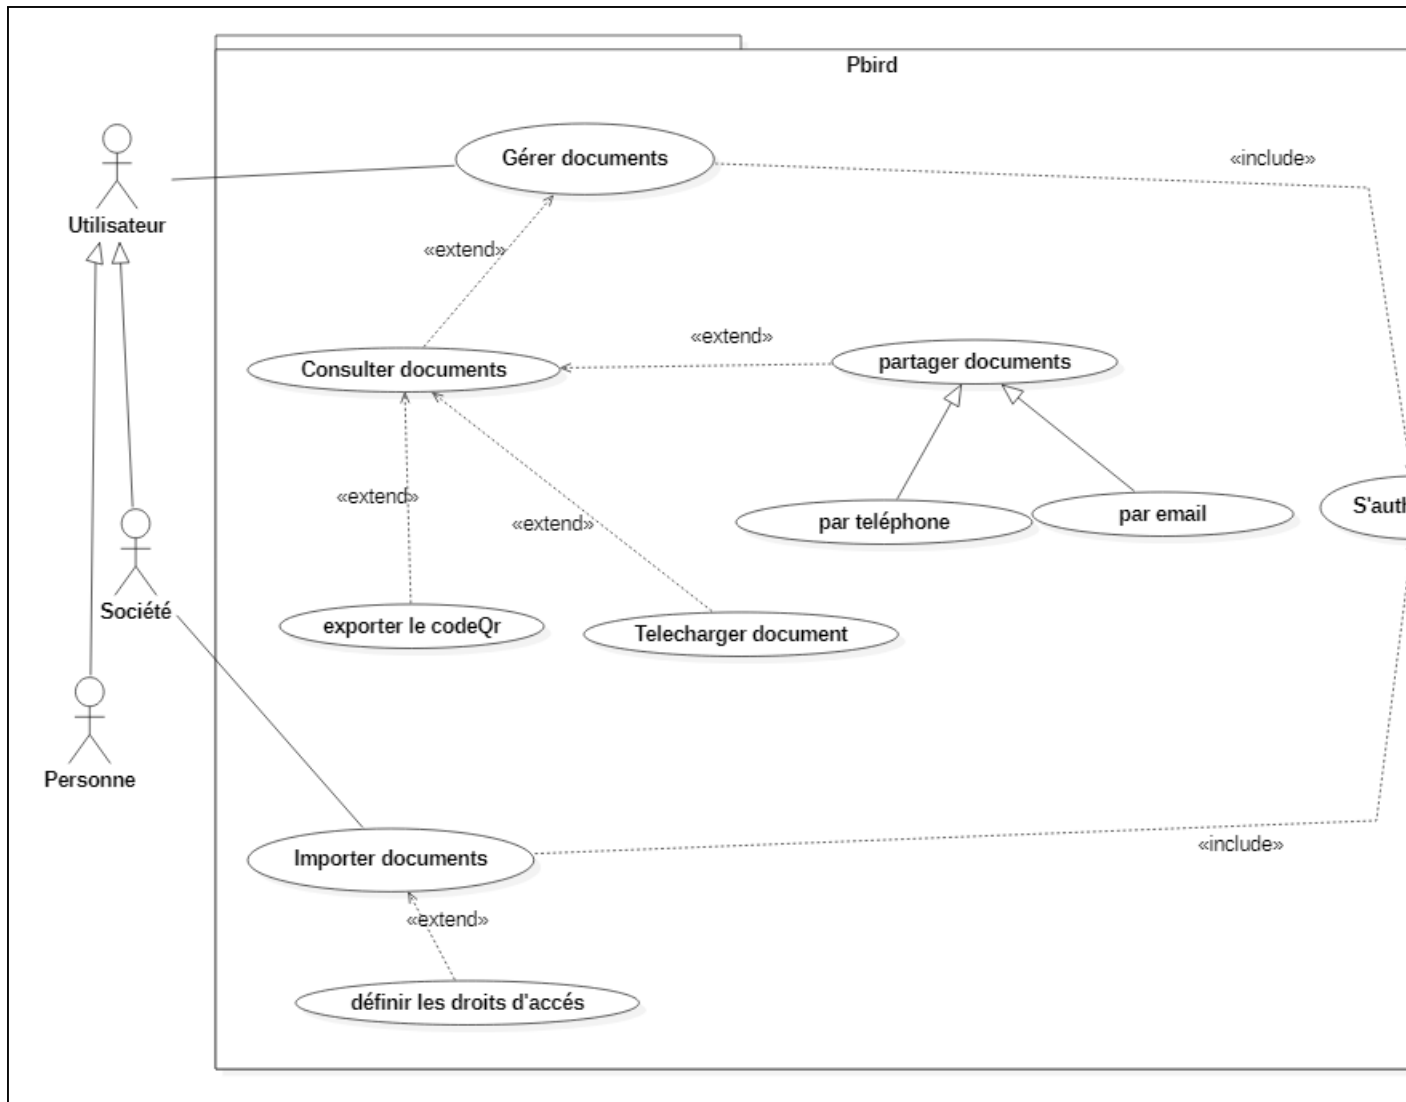 Pbird
Gérer documents
«include»
Utilisateur
«extend»
«extend»
Consulter documents
partager documents
«extend»
«extend»
par teléphone
par email
S'auth
Société
exporter le codeQr
Telecharger document
Personne
Importer documents
«include»
«extend»
définir les droits d'accés